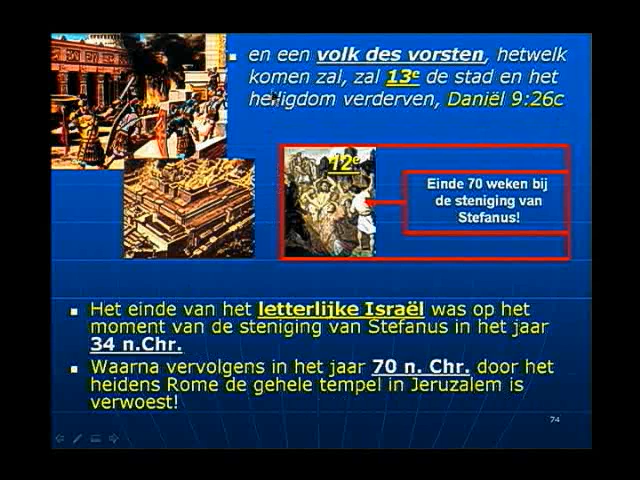 en een volk des vorsten, hetwelk
komen zal, zal 13e de stad en het
heiligdom verderven, Daniël 9:26c
12e
Einde 70 weken bij
de steniging van
Stefanus!
Het einde van het letterlijke Israël was op het
moment van de steniging van Stefanus in het jaar
34 n.Chr.
Waarna vervolgens in het jaar 70 n. Chr. door het
heidens Rome de gehele tempel in Jeruzalem is
verwoest!
74